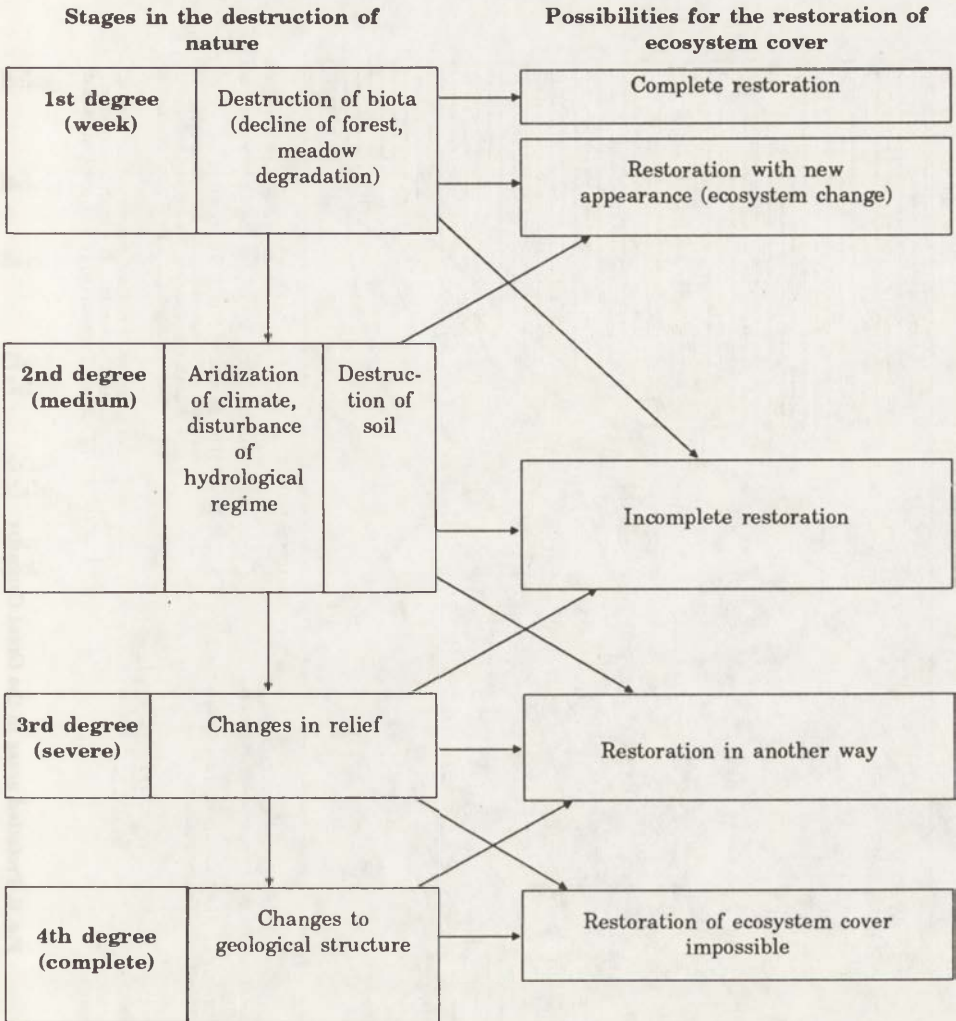 Stages in the destruction of
nature
Possibilities for the restoration of
ecosystem cover
1st degree
(week)
Destruction of biota
(decline of forest,
meadow
degradation)
Complete restoration
Restoration with new
appearance (ecosystem change)
2nd degree
(medium)
Aridization
of climate,
disturbance
of
hydrological
regime
Destruc-
tion of
soil
Incomplete restoration
3rd degree
(severe)
Changes in relief
Restoration in another way
4th degree
(complete)
Changes to
geological structure
Restoration of ecosystem cover
impossible